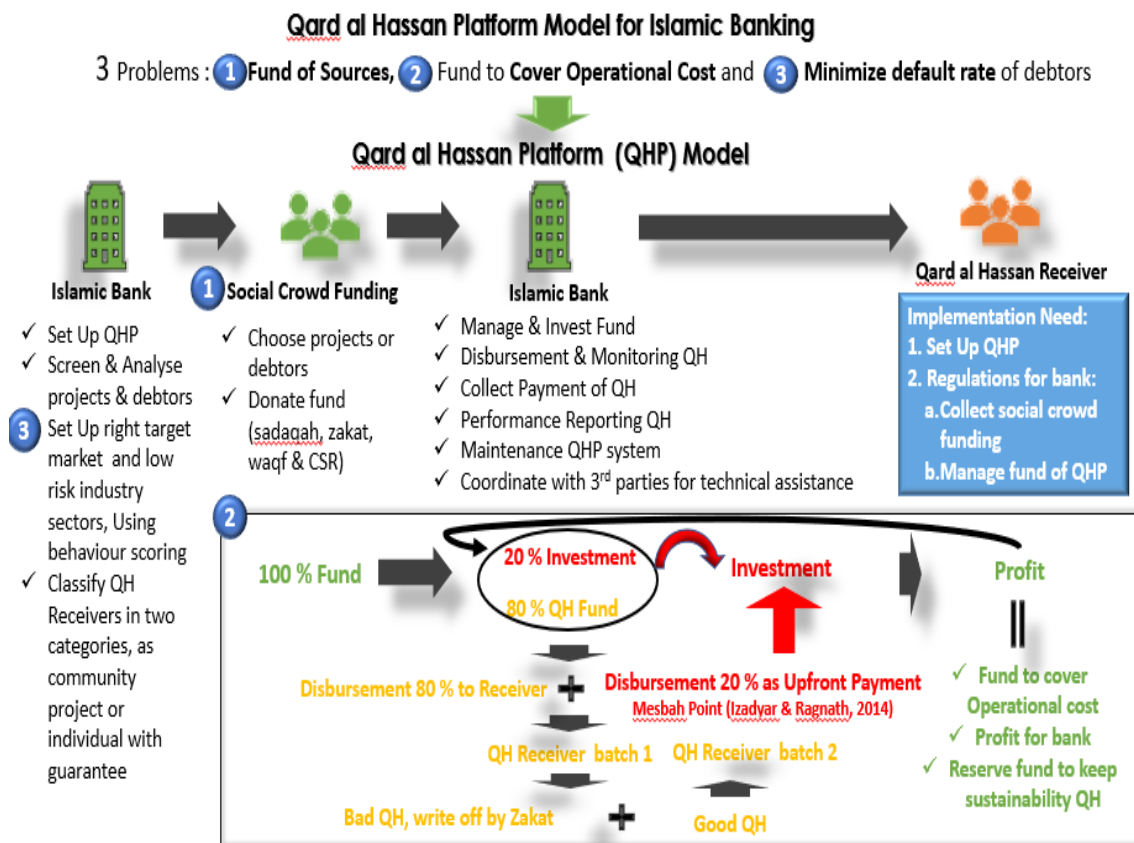 Qard al Hassan Platform Model for Islamic Banking
3 Problems : 1 Fund of Sources, 2 Fund to Cover Operational Cost and 3 Minimize default rate of debtors
Qard al Hassan Platform (QHP) Model
Islamic Bank
✓ Set Up QHP
✓ Screen & Analyse
projects & debtors
3 Set Up right target
market and low
risk industry
sectors, Using
behaviour scoring
✓ Classify QH
Receivers in two
categories, as
community
project or
individual with
guarantee
1 Social Crowd Funding
✓ Choose projects or
debtors
✓ Donate fund
(sadaqah, zakat,
waqf & CSR)
Islamic Bank
✓ Manage & Invest Fund
✓ Disbursement & Monitoring QH
✓ Collect Payment of QH
✓ Performance Reporting QH
✓ Maintenance QHP system
✓ Coordinate with 3rd parties for technical assistance
Qard al Hassan Receiver
Implementation Need:
1. Set Up QHP
2. Regulations for bank:
a.Collect social crowd
funding
b.Manage fund of QHP
2
100 % Fund
20 % Investment
80 % QH Fund
Investment
Profit
Disbursement 80 % to Receiver +
Disbursement 20 % as Upfront Payment
Mesbah Point (Izadyar & Ragnath, 2014)
QH Receiver batch 1
QH Receiver batch 2
Bad QH, write off by Zakat +
Good QH
✓ Fund to cover
Operational cost
✓ Profit for bank
✓ Reserve fund to keep
sustainability QH